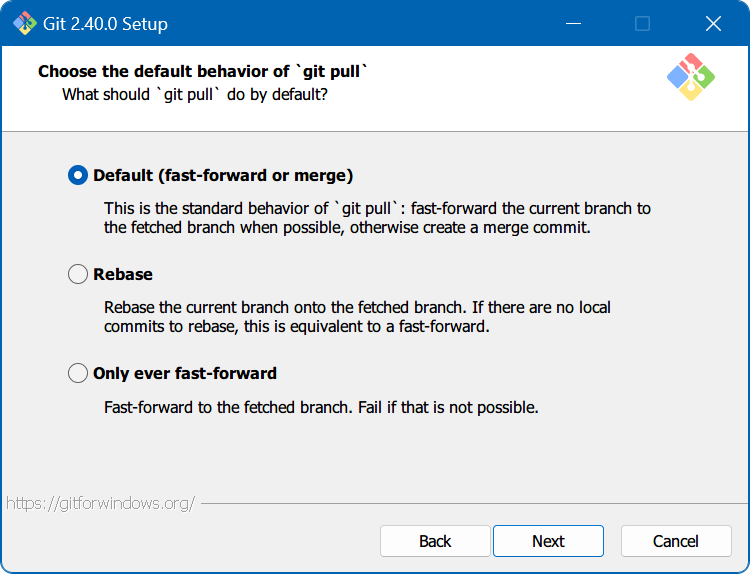 Git 2.40.0 Setup
Choose the default behavior of `git pull`
What should `git pull` do by default?
Default (fast-forward or merge)
This is the standard behavior of `git pull`: fast-forward the current branch to
the fetched branch when possible, otherwise create a merge commit.
Rebase
Rebase the current branch onto the fetched branch. If there are no local
commits to rebase, this is equivalent to a fast-forward.
Only ever fast-forward
Fast-forward to the fetched branch. Fail if that is not possible.
https://gitforwindows.org/
Back Next Cancel